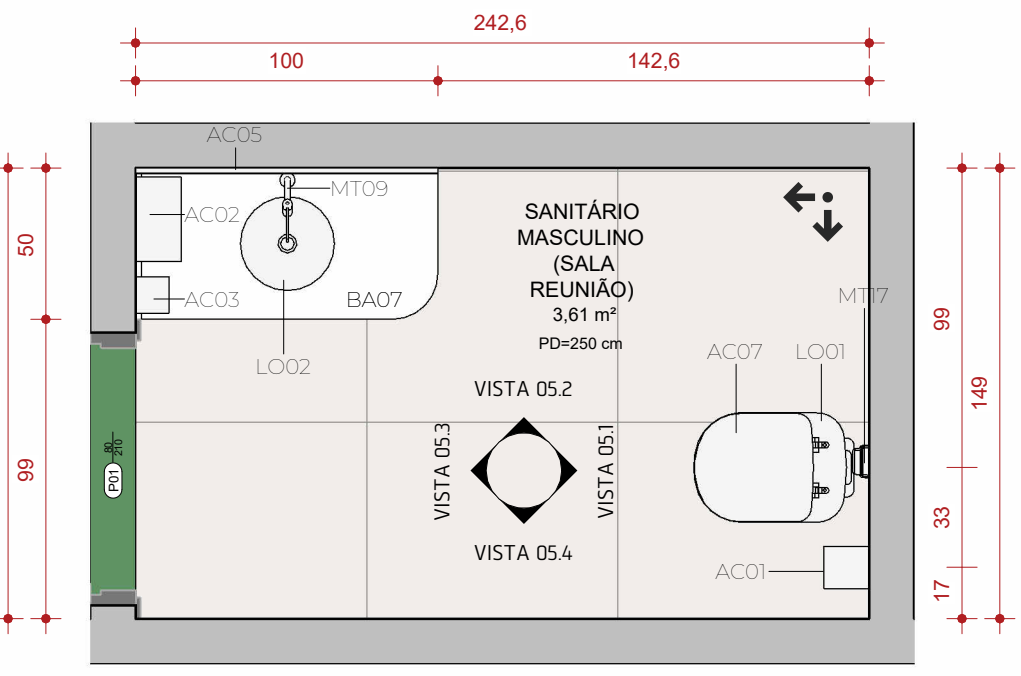 242,6
100
142,6
AC05
MT09
AC02
AC03
BA07
LO02
50
99
SANITÁRIO
MASCULINO
(SALA
REUNIÃO)
3,61 m²
PD=250 cm
MT17
AC07
LO01
VISTA 05.2
VISTA 05.3
VISTA 05.1
VISTA 05.4
AC01
P01
80
210
99
149
33
17